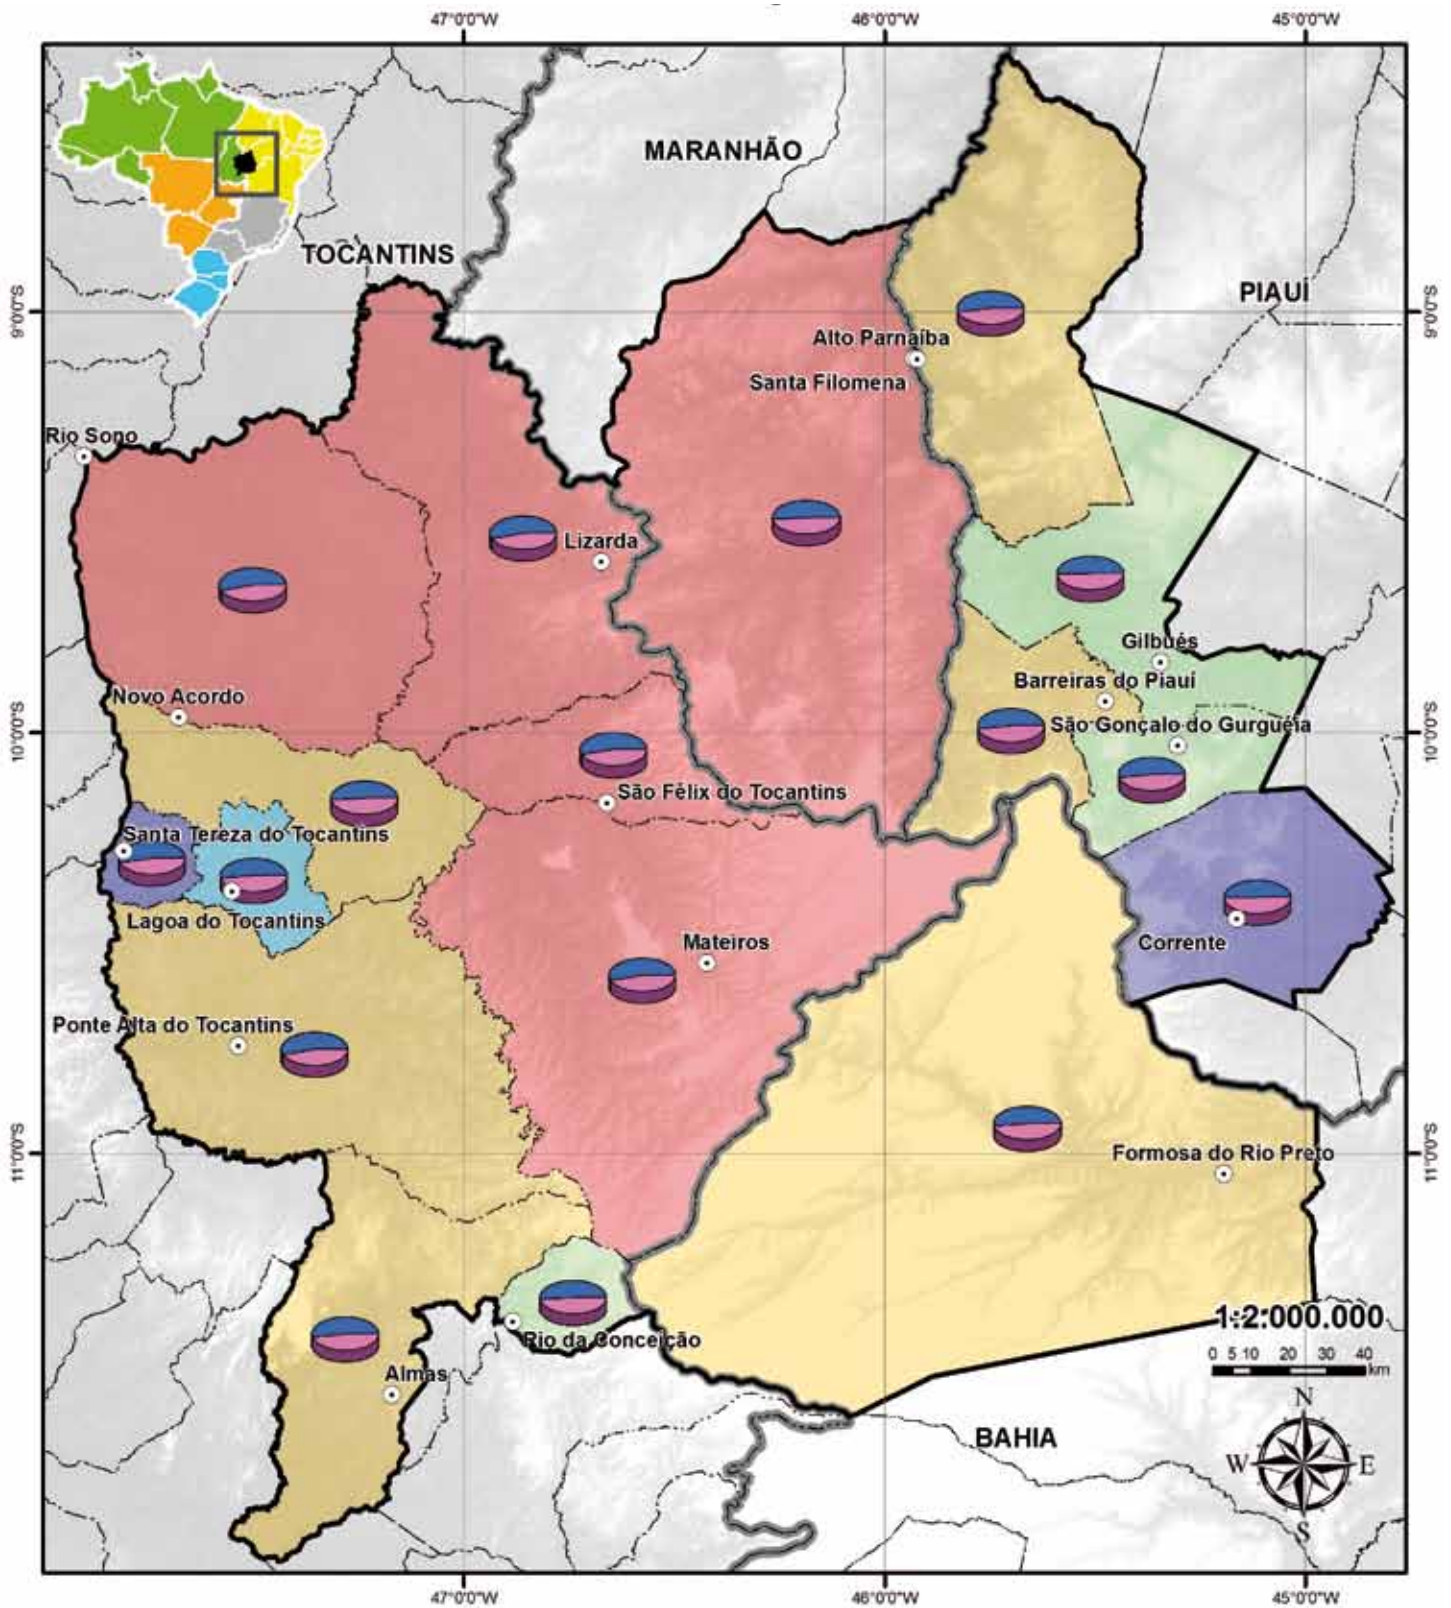 47°0'0"W
46°0'0"W
45°0'0"W
MARANHÃO
TOCANTINS
PIAUÍ
9°0'0"S
9°0'0"S
Alto Parnaíba
Santa Filomena
Rio Sono
Lizarda
Gilbués
Barreiras do Piauí
Novo Acordo
São Gonçalo do Gurguéia
10°0'0"S
10°0'0"S
São Félix do Tocantins
Santa Tereza do Tocantins
Lagoa do Tocantins
Mateiros
Corrente
Ponte Alta do Tocantins
11°0'0"S
11°0'0"S
Formosa do Rio Preto
1:2:000.000
Rio da Conceição
0 5 10 20 30 40
km
Almas
N
BAHIA
W
E
S
47°0'0"W
46°0'0"W
45°0'0"W